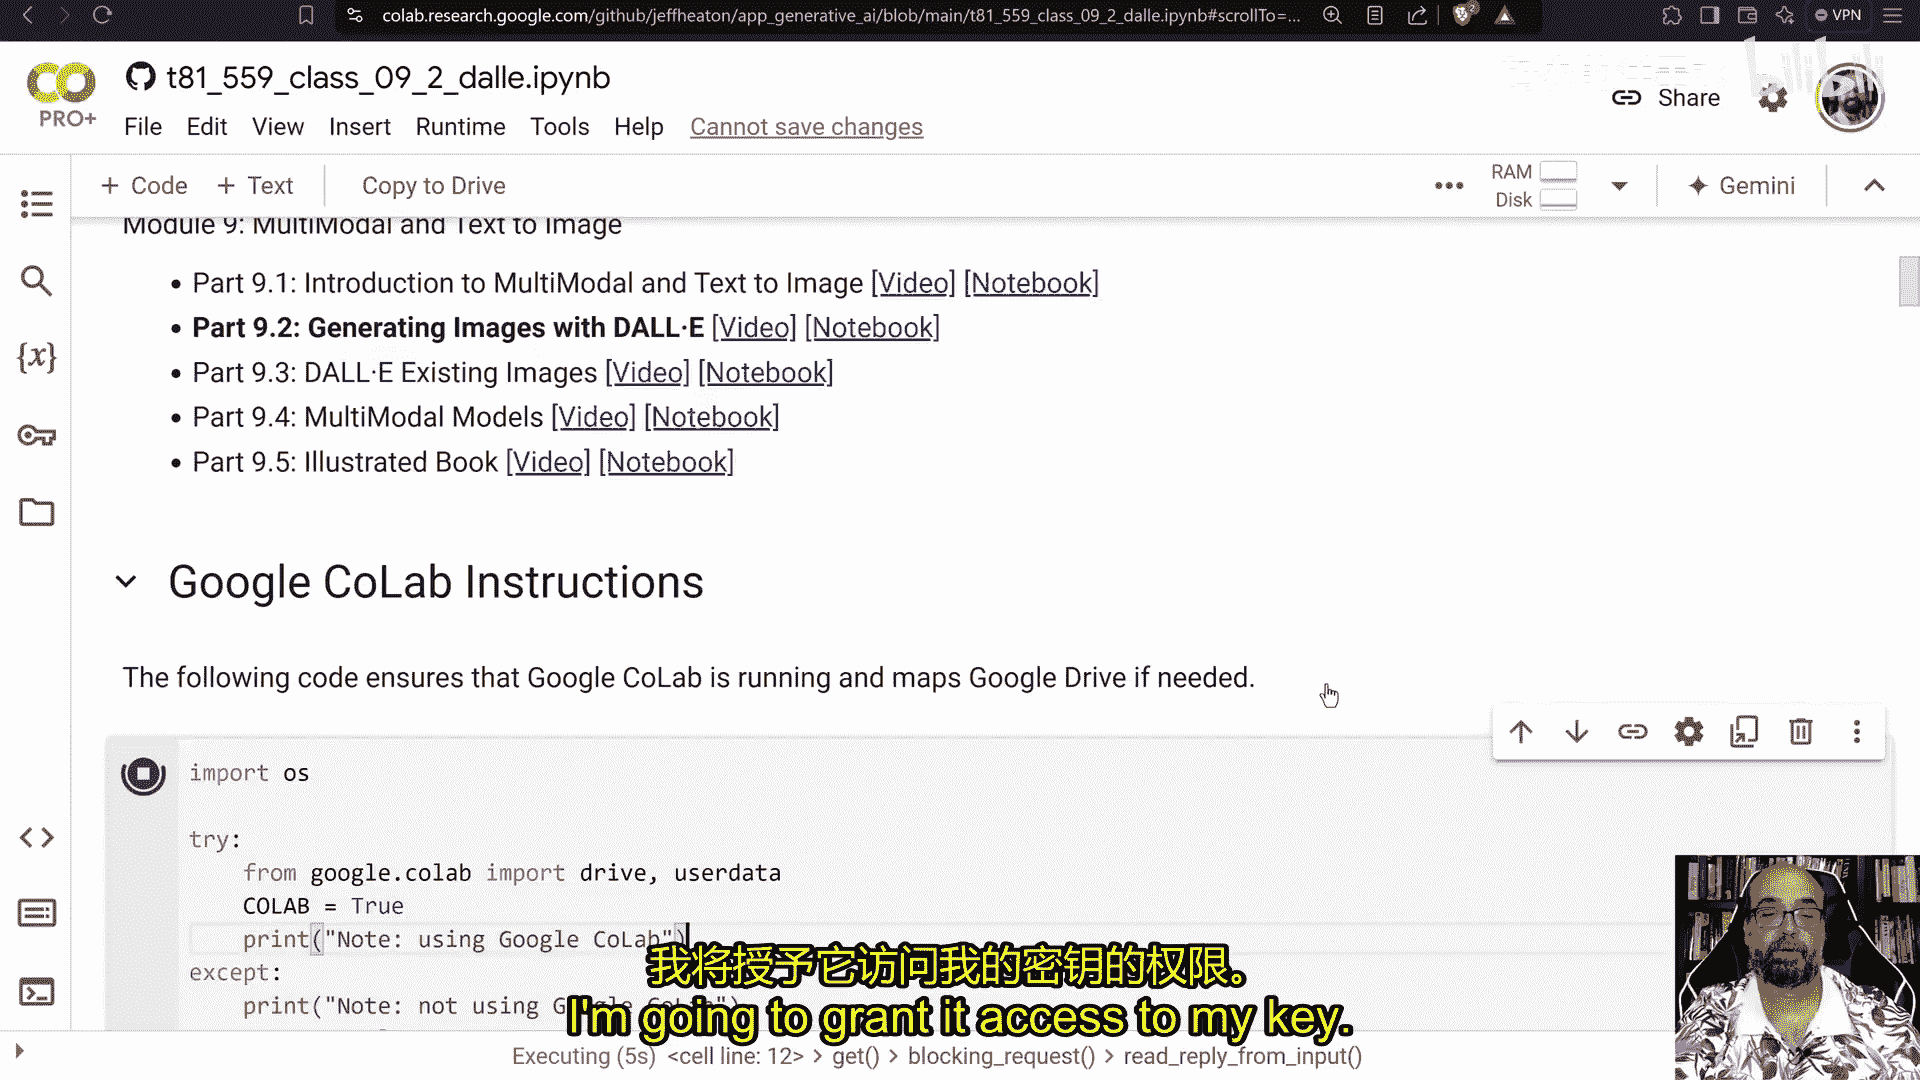 colab.research.google.com/github/jeffheaton/app_generative_ai/blob/main/t81_559_class_09_2_dalle.ipynb#scrollTo=...
2
VPN
CO
PRO+
t81_559_class_09_2_dalle.ipynb
File Edit View Insert Runtime Tools Help Cannot save changes
Share
bilibili
+ Code + Text Copy to Drive
RAM
Disk
Gemini
Module 9: MultiModal and Text to Image
• Part 9.1: Introduction to MultiModal and Text to Image [Video] [Notebook]
• Part 9.2: Generating Images with DALL·E [Video] [Notebook]
• Part 9.3: DALL·E Existing Images [Video] [Notebook]
• Part 9.4: MultiModal Models [Video] [Notebook]
• Part 9.5: Illustrated Book [Video] [Notebook]
{x}
Google CoLab Instructions
The following code ensures that Google CoLab is running and maps Google Drive if needed.
import os
try:
from google.colab import drive, userdata
COLAB = True
print("Note: using Google CoLab")
except:
print("Note: not using Google CoLab")
我将授予它访问我的密钥的权限。
I'm going to grant it access to my key.
Executing (5s) <cell line: 12> > get() > blocking_request() > read_reply_from_input()